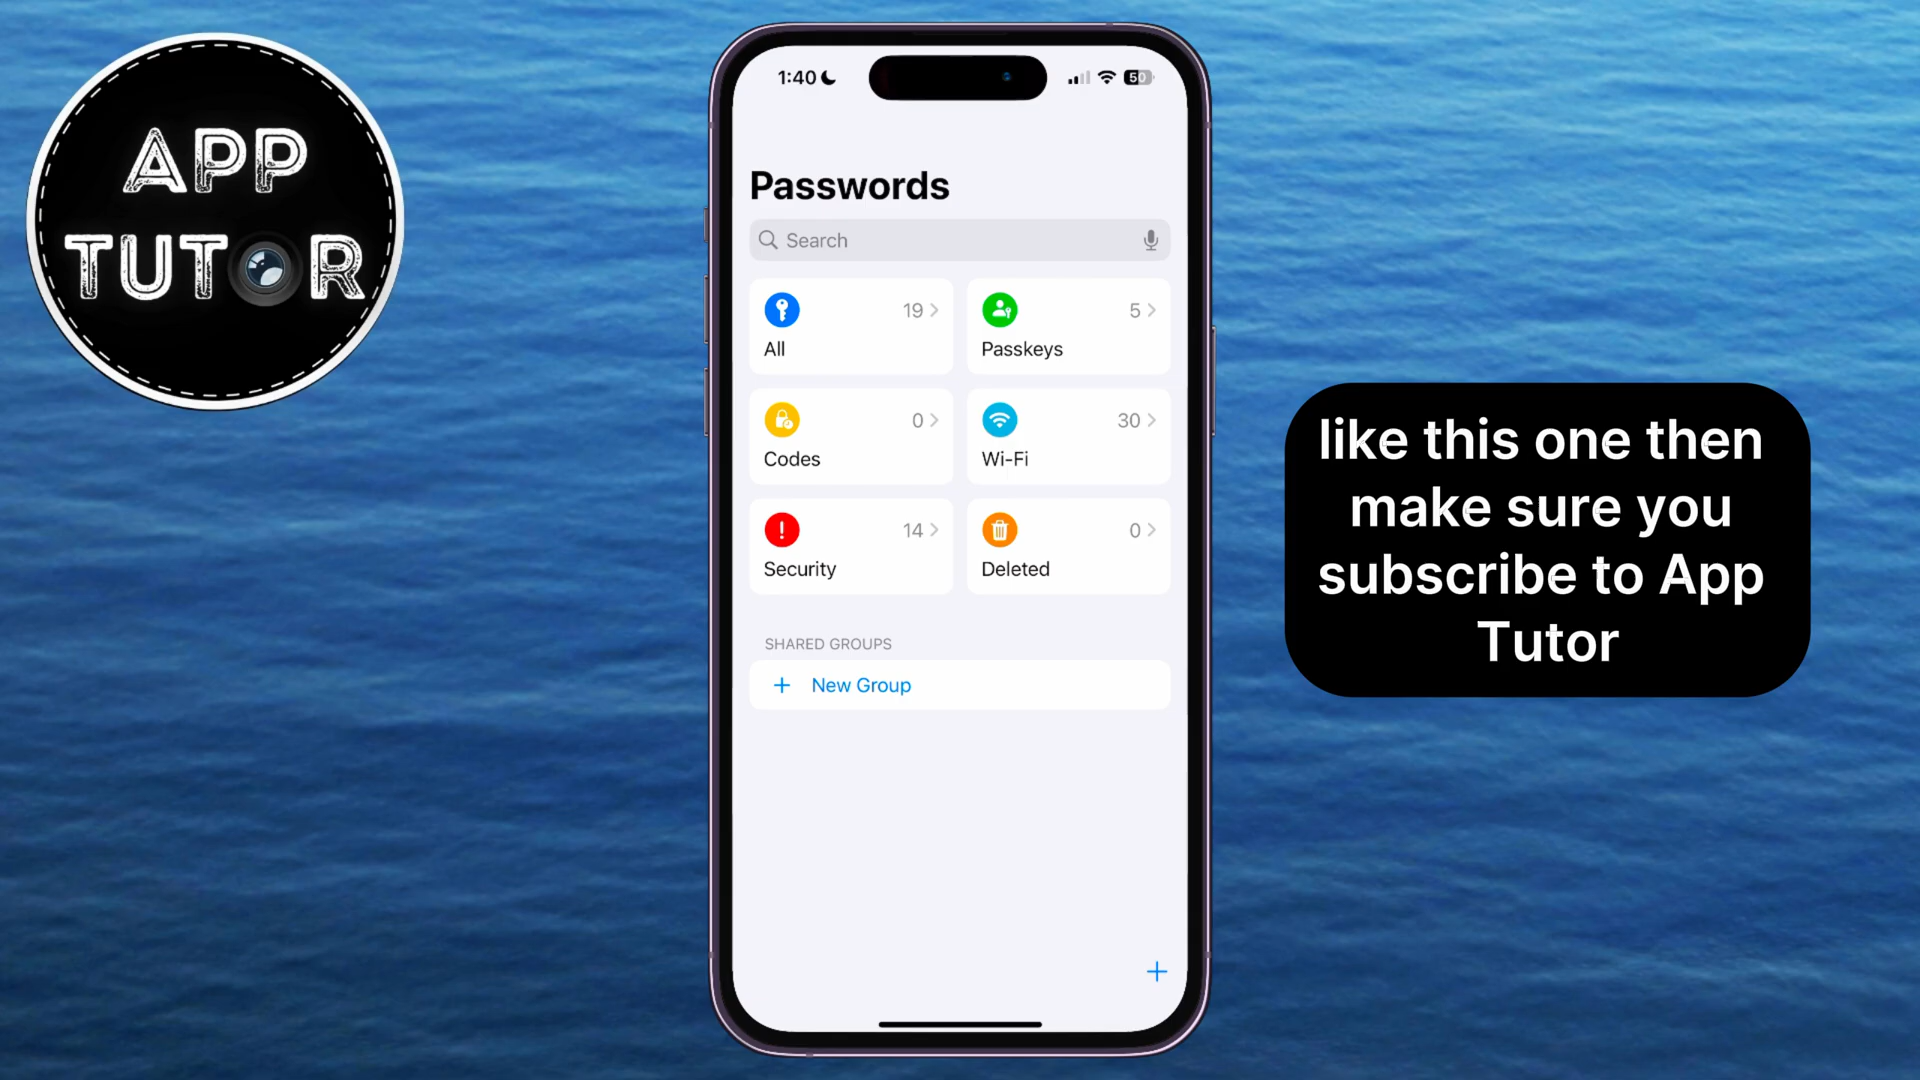 APP
TUTOR
1:40
50
Passwords
Search
19
All
5
Passkeys
0
Codes
30
Wi-Fi
14
Security
0
Deleted
SHARED GROUPS
+ New Group
+
like this one then
make sure you
subscribe to App
Tutor